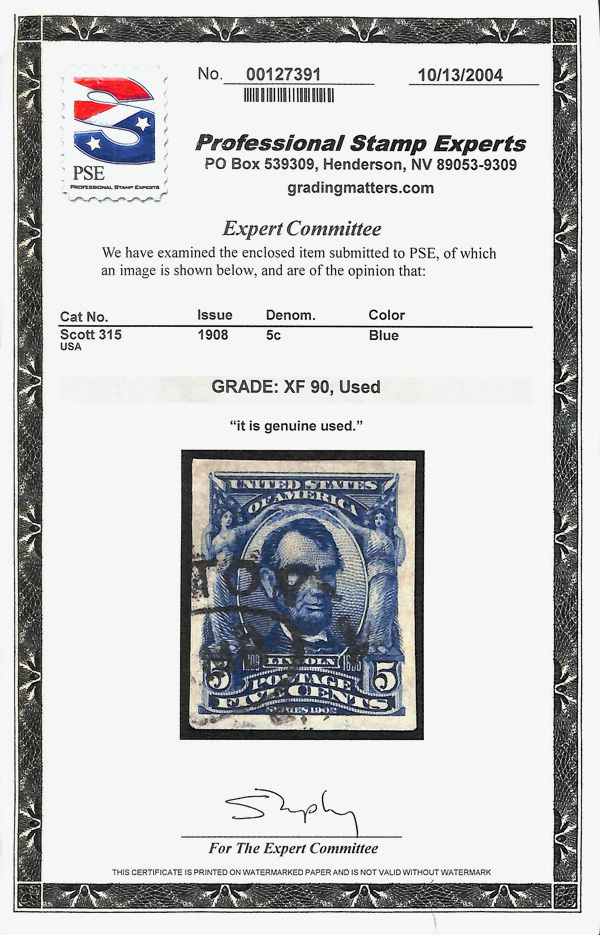 No. 00127391 10/13/2004
PSE
PROFESSIONAL STAMP EXPERTS
Professional Stamp Experts
PO Box 539309, Henderson, NV 89053-9309
gradingmatters.com
Expert Committee
We have examined the enclosed item submitted to PSE, of which
an image is shown below, and are of the opinion that:
Cat No. Issue Denom. Color
Scott 315 1908 5c Blue
USA
GRADE: XF 90, Used
“it is genuine used.”
UNITED STATES
OF AMERICA
TO
LINCOLN
5 POSTAGE 5
FIVE CENTS
SERIES 1902
For The Expert Committee
THIS CERTIFICATE IS PRINTED ON WATERMARKED PAPER AND IS NOT VALID WITHOUT WATERMARK